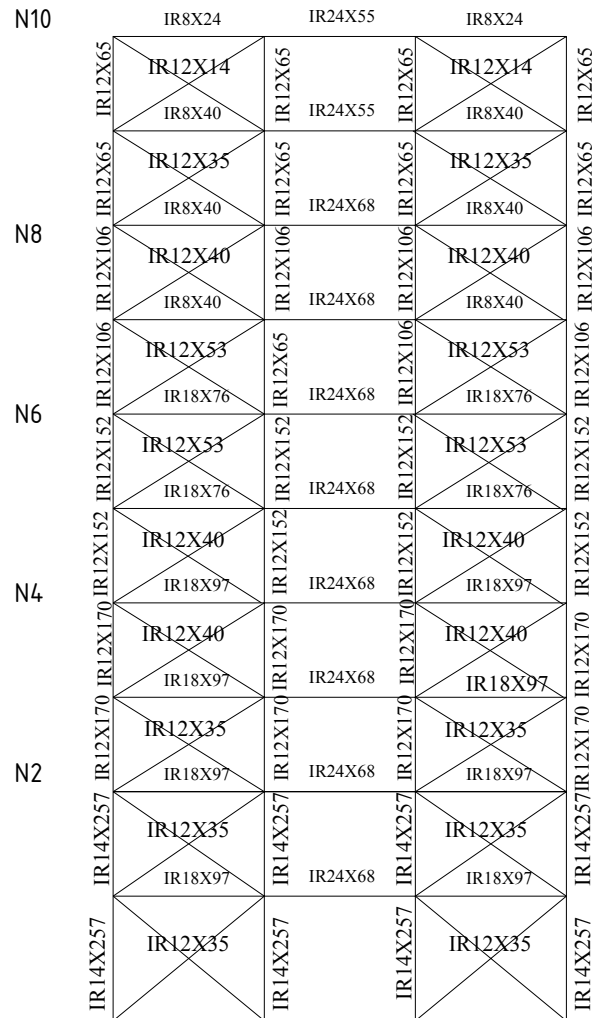 N10 IR8X24 IR24X55 IR8X24
IR12X65 IR12X14 IR12X65 IR12X65 IR12X14 IR12X65
IR8X40 IR24X55 IR8X40
IR12X65 IR12X35 IR12X65 IR12X65 IR12X35 IR12X65
N8 IR8X40 IR24X68 IR8X40
IR12X106 IR12X40 IR12X106 IR12X106 IR12X40 IR12X106
IR8X40 IR24X68 IR8X40
IR12X106 IR12X53 IR12X65 IR12X106 IR12X53 IR12X106
N6 IR18X76 IR24X68 IR18X76
IR12X152 IR12X53 IR12X152 IR12X152 IR12X53 IR12X152
IR18X76 IR24X68 IR18X76
IR12X152 IR12X40 IR12X152 IR12X152 IR12X40 IR12X152
N4 IR18X97 IR24X68 IR18X97
IR12X170 IR12X40 IR12X170 IR12X170 IR12X40 IR12X170
IR18X97 IR24X68 IR18X97
IR12X170 IR12X35 IR12X170 IR12X170 IR12X35 IR12X170
N2 IR18X97 IR24X68 IR18X97
IR14X257 IR12X35 IR14X257 IR14X257 IR12X35 IR14X257
IR18X97 IR24X68 IR18X97
IR14X257 IR12X35 IR14X257 IR14X257 IR12X35 IR14X257